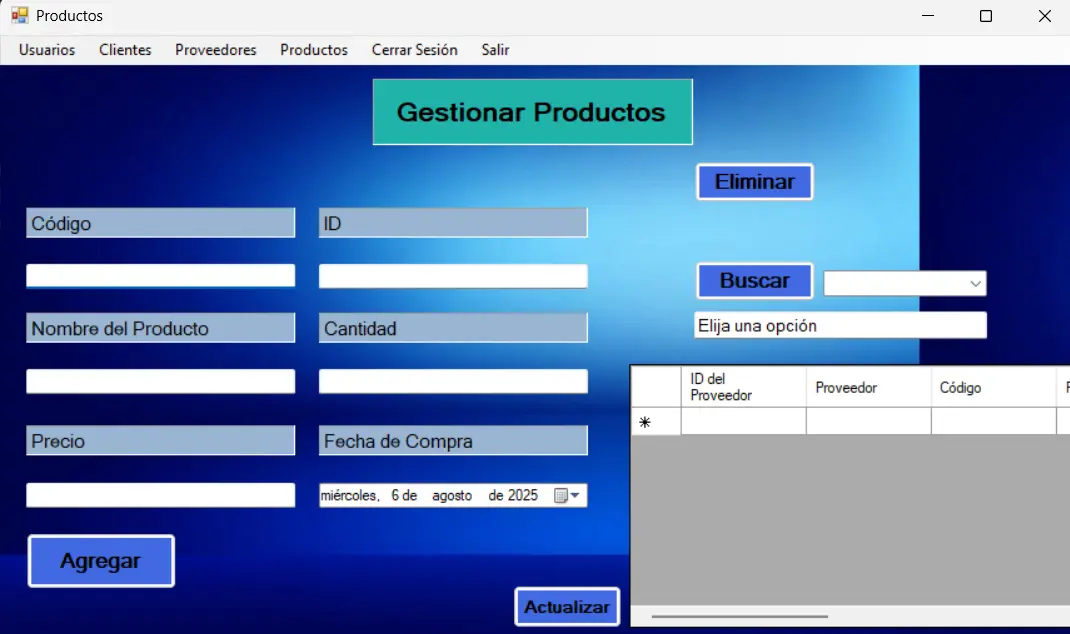 Productos
Usuarios Clientes Proveedores Productos Cerrar Sesión Salir
Gestionar Productos
Eliminar
Código ID
Buscar
Nombre del Producto Cantidad
Elija una opción
ID del Proveedor Proveedor Código
Precio Fecha de Compra
miércoles, 6 de agosto de 2025
Agregar
Actualizar